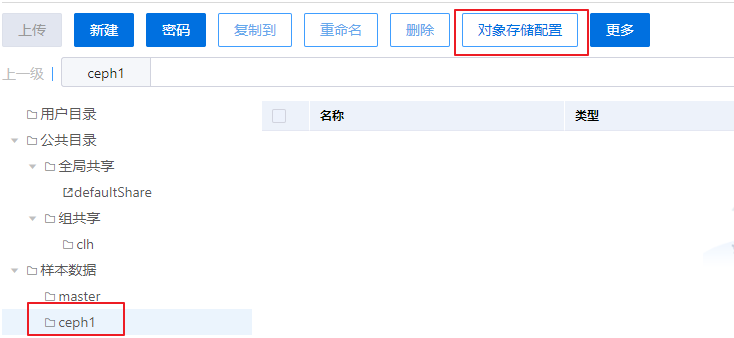 上传 新建 密码 复制到 重命名 删除 对象存储配置 更多
上一级 ceph1
名称 类型
用户目录
公共目录
全局共享
defaultShare
组共享
clh
样本数据
master
ceph1